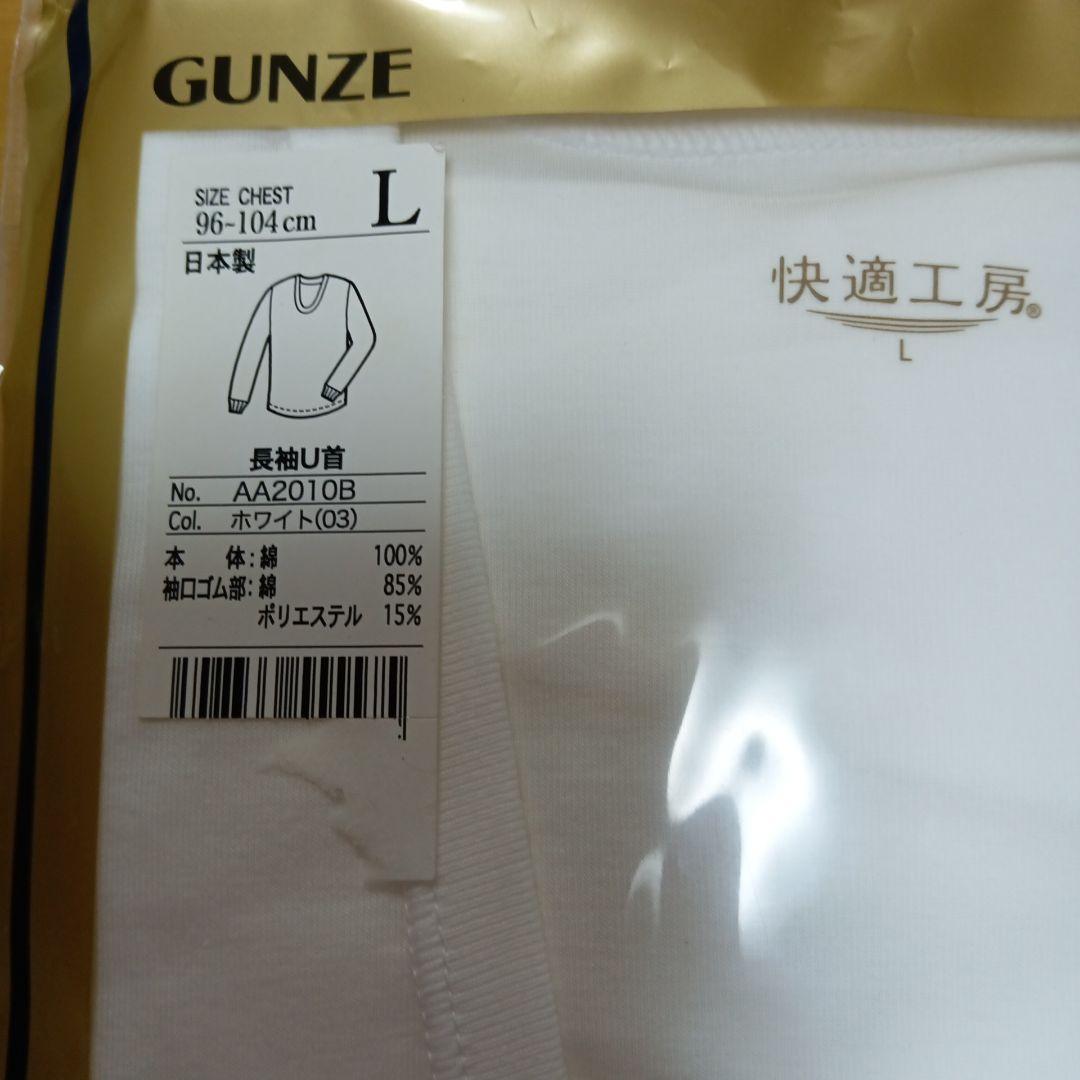 GUNZE
SIZE CHEST
96~104cm
L
日本製
長袖U首
No. AA2010B
Col. ホワイト(03)
本 体:綿 100%
袖口ゴム部:綿 85%
ポリエステル 15%
快適工房®
L